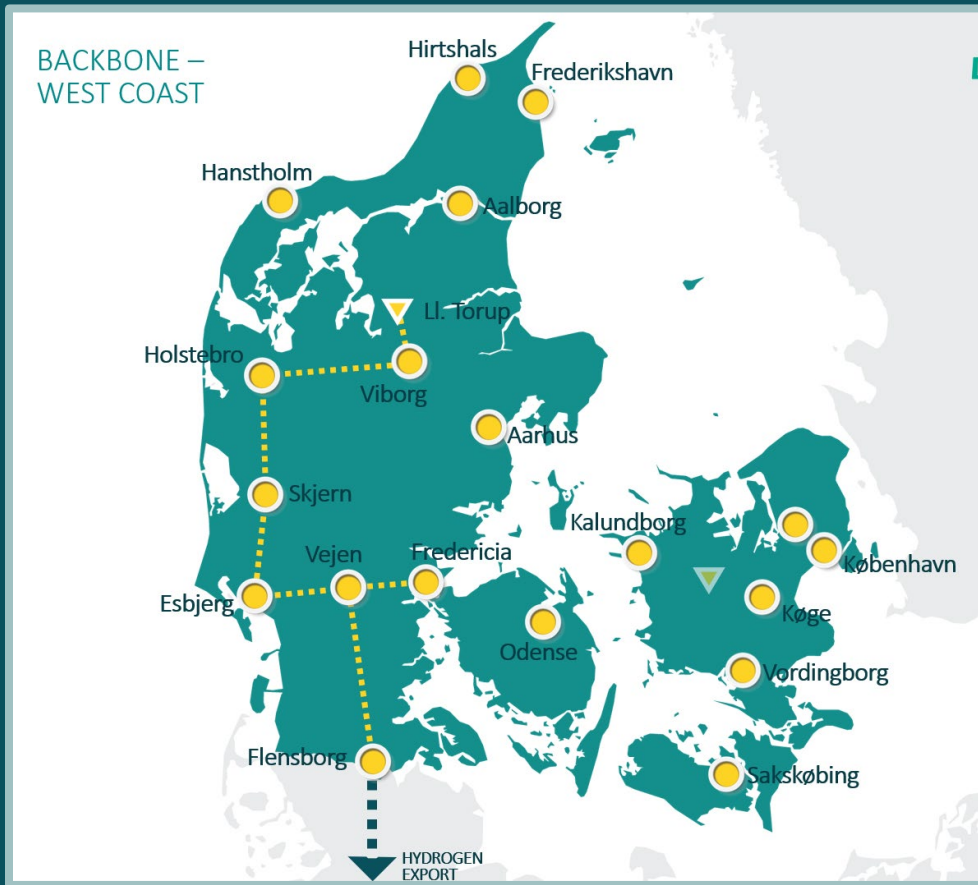 BACKBONE –
WEST COAST
Hirtshals
Frederikshavn
Hanstholm
Aalborg
Ll. Torup
Holstebro
Viborg
Aarhus
Skjern
Kalundborg
Vejen
Fredericia
København
Esbjerg
Køge
Odense
Vordingborg
Flensborg
Sakskøbing
HYDROGEN
EXPORT